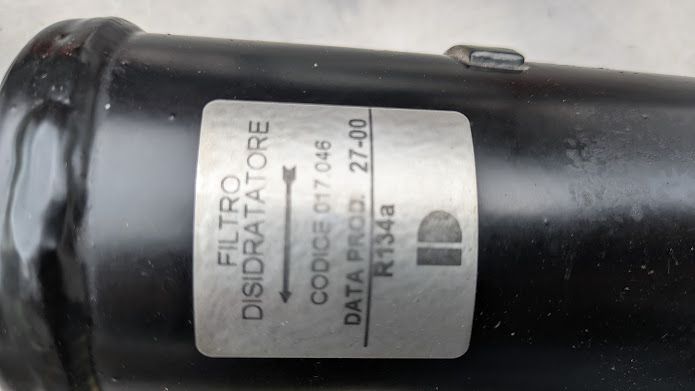 FILTRO
DISIDRATATORE
CODICE 017.046
DATA PROD. 27-00
R134a